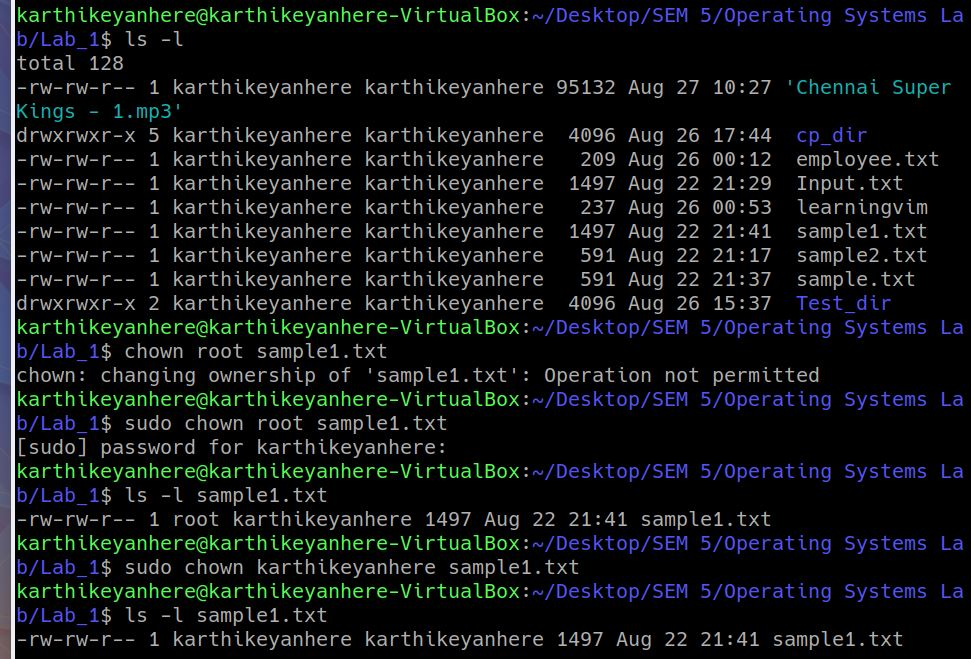 karthikeyanhere@karthikeyanhere-VirtualBox:~/Desktop/SEM 5/Operating Systems La
b/Lab_1$ ls -l
total 128
-rw-rw-r-- 1 karthikeyanhere karthikeyanhere 95132 Aug 27 10:27 'Chennai Super
Kings - 1.mp3'
drwxrwxr-x 5 karthikeyanhere karthikeyanhere  4096 Aug 26 17:44  cp_dir
-rw-rw-r-- 1 karthikeyanhere karthikeyanhere   209 Aug 26 00:12  employee.txt
-rw-rw-r-- 1 karthikeyanhere karthikeyanhere  1497 Aug 22 21:29  Input.txt
-rw-rw-r-- 1 karthikeyanhere karthikeyanhere   237 Aug 26 00:53  learningvim
-rw-rw-r-- 1 karthikeyanhere karthikeyanhere  1497 Aug 22 21:41  sample1.txt
-rw-rw-r-- 1 karthikeyanhere karthikeyanhere   591 Aug 22 21:17  sample2.txt
-rw-rw-r-- 1 karthikeyanhere karthikeyanhere   591 Aug 22 21:37  sample.txt
drwxrwxr-x 2 karthikeyanhere karthikeyanhere  4096 Aug 26 15:37  Test_dir
karthikeyanhere@karthikeyanhere-VirtualBox:~/Desktop/SEM 5/Operating Systems La
b/Lab_1$ chown root sample1.txt
chown: changing ownership of 'sample1.txt': Operation not permitted
karthikeyanhere@karthikeyanhere-VirtualBox:~/Desktop/SEM 5/Operating Systems La
b/Lab_1$ sudo chown root sample1.txt
[sudo] password for karthikeyanhere:
karthikeyanhere@karthikeyanhere-VirtualBox:~/Desktop/SEM 5/Operating Systems La
b/Lab_1$ ls -l sample1.txt
-rw-rw-r-- 1 root karthikeyanhere 1497 Aug 22 21:41 sample1.txt
karthikeyanhere@karthikeyanhere-VirtualBox:~/Desktop/SEM 5/Operating Systems La
b/Lab_1$ sudo chown karthikeyanhere sample1.txt
karthikeyanhere@karthikeyanhere-VirtualBox:~/Desktop/SEM 5/Operating Systems La
b/Lab_1$ ls -l sample1.txt
-rw-rw-r-- 1 karthikeyanhere karthikeyanhere 1497 Aug 22 21:41 sample1.txt